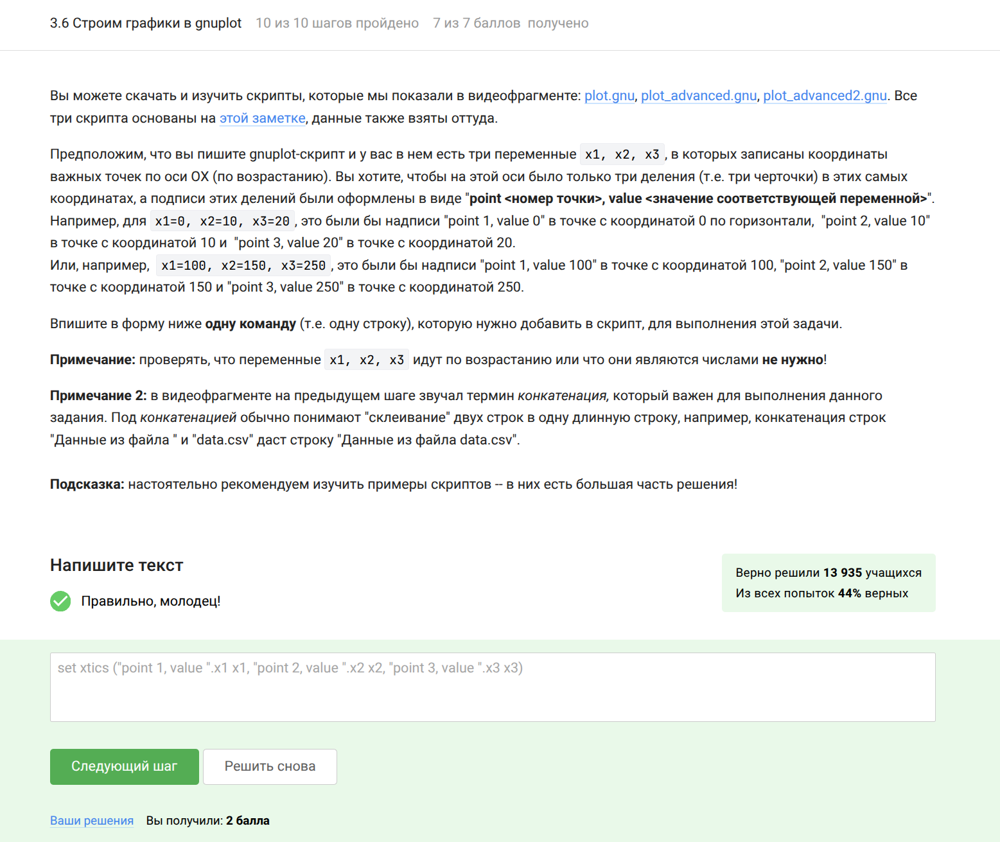 3.6 Строим графики в gnuplot 10 из 10 шагов пройдено 7 из 7 баллов получено
Вы можете скачать и изучить скрипты, которые мы показали в видеофрагменте: plot.gnu, plot_advanced.gnu, plot_advanced2.gnu. Все
три скрипта основаны на этой заметке, данные также взяты оттуда.
Предположим, что вы пишите gnuplot-скрипт и у вас в нем есть три переменные x1, x2, x3, в которых записаны координаты
важных точек по оси OX (по возрастанию). Вы хотите, чтобы на этой оси было только три деления (т.е. три черточки) в этих самых
координатах, а подписи этих делений были оформлены в виде "point <номер точки>, value <значение соответствующей переменной>".
Например, для x1=0, x2=10, x3=20, это были бы надписи "point 1, value 0" в точке с координатой 0 по горизонтали, "point 2, value 10"
в точке с координатой 10 и "point 3, value 20" в точке с координатой 20.
Или, например, x1=100, x2=150, x3=250, это были бы надписи "point 1, value 100" в точке с координатой 100, "point 2, value 150" в
точке с координатой 150 и "point 3, value 250" в точке с координатой 250.
Впишите в форму ниже одну команду (т.е. одну строку), которую нужно добавить в скрипт, для выполнения этой задачи.
Примечание: проверять, что переменные x1, x2, x3 идут по возрастанию или что они являются числами не нужно!
Примечание 2: в видеофрагменте на предыдущем шаге звучал термин конкатенация, который важен для выполнения данного
задания. Под конкатенацией обычно понимают "склеивание" двух строк в одну длинную строку, например, конкатенация строк
"Данные из файла " и "data.csv" даст строку "Данные из файла data.csv".
Подсказка: настоятельно рекомендуем изучить примеры скриптов -- в них есть большая часть решения!
Напишите текст
Верно решили 13 935 учащихся
Из всех попыток 44% верных
Правильно, молодец!
set xtics ("point 1, value ".x1 x1, "point 2, value ".x2 x2, "point 3, value ".x3 x3)
Следующий шаг Решить снова
Ваши решения Вы получили: 2 балла